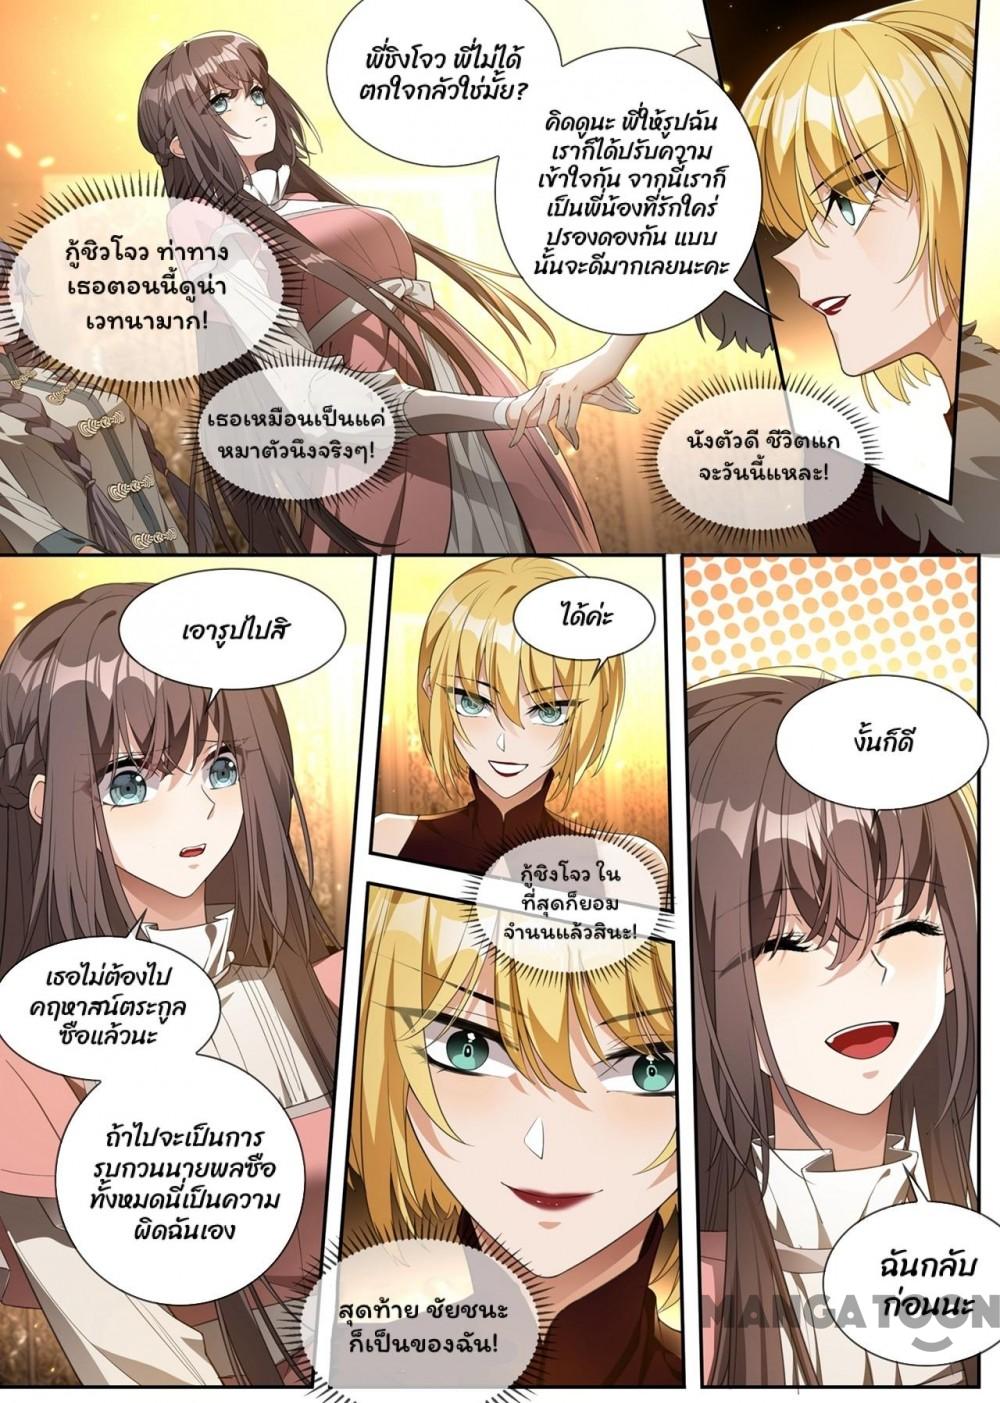 พี่ชิงโจว พี่ไม่ได้
ตกใจกลัวใช่มั้ย?
คิดดูนะ พี่ให้รูปฉัน
เราก็ได้ปรับความ
เข้าใจกัน จากนี้เราก็
เป็นพี่น้องที่รักใคร่
ปรองดองกัน แบบ
นั้นจะดีมากเลยนะคะ
กู้ชิวโจว ท่าทาง
เธอตอนนี้ดูน่า
เวทนามาก!
เธอเหมือนเป็นแค่
หมาตัวนึงจริงๆ!
นังตัวดี ชีวิตแก
จะวันนี้แหละ!
เอารูปไปสิ
ได้ค่ะ
งั้นก็ดี
กู้ชิงโจว ใน
ที่สุดก็ยอม
จำนนแล้วสินะ!
เธอไม่ต้องไป
คฤหาสน์ตระกูล
ซือแล้วนะ
ถ้าไปจะเป็นการ
รบกวนนายพลซือ
ทั้งหมดนี่เป็นความ
ผิดฉันเอง
สุดท้าย ชัยชนะ
ก็เป็นของฉัน!
ฉันกลับ
ก่อนนะ
MANGATOON